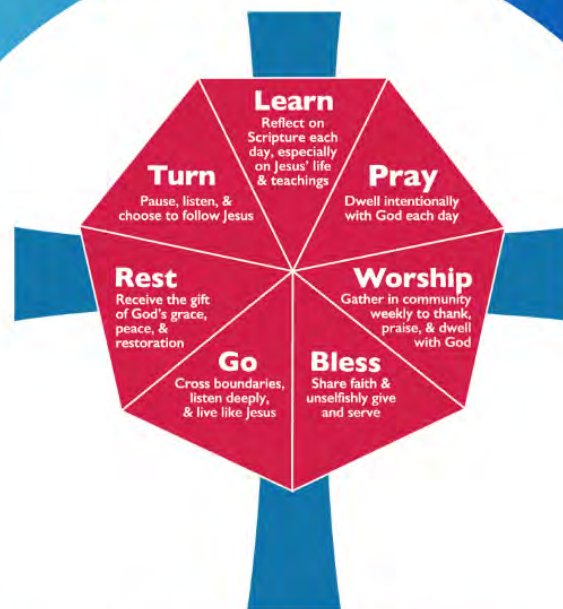 Learn
Reflect on
Scripture each
day, especially
on Jesus' life
& teachings
Pray
Dwell intentionally
with God each day
Worship
Gather in community
weekly to thank,
praise, & dwell
with God
Bless
Share faith &
unselfishly give
and serve
Go
Cross boundaries,
listen deeply,
& live like Jesus
Rest
Receive the gift
of God's grace,
peace, &
restoration
Turn
Pause, listen, &
choose to follow Jesus